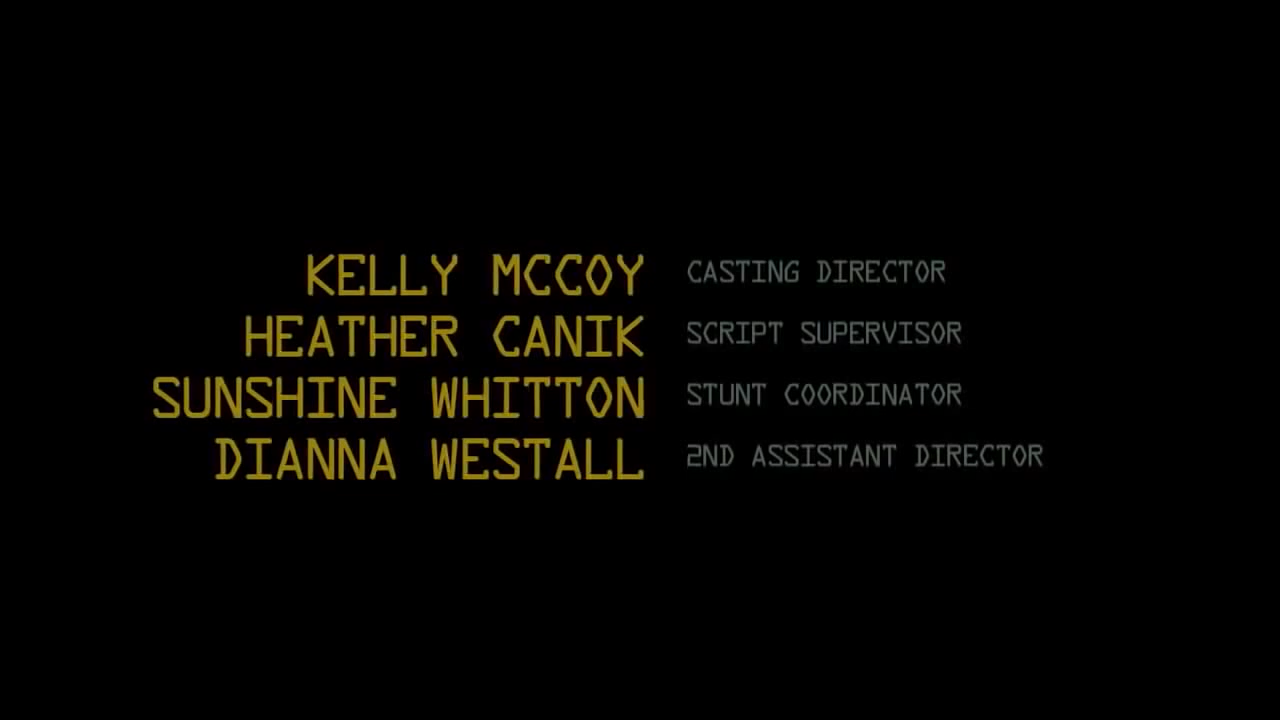 KELLY MCCOY CASTING DIRECTOR
HEATHER CANIK SCRIPT SUPERVISOR
SUNSHINE WHITTON STUNT COORDINATOR
DIANNA WESTALL 2ND ASSISTANT DIRECTOR